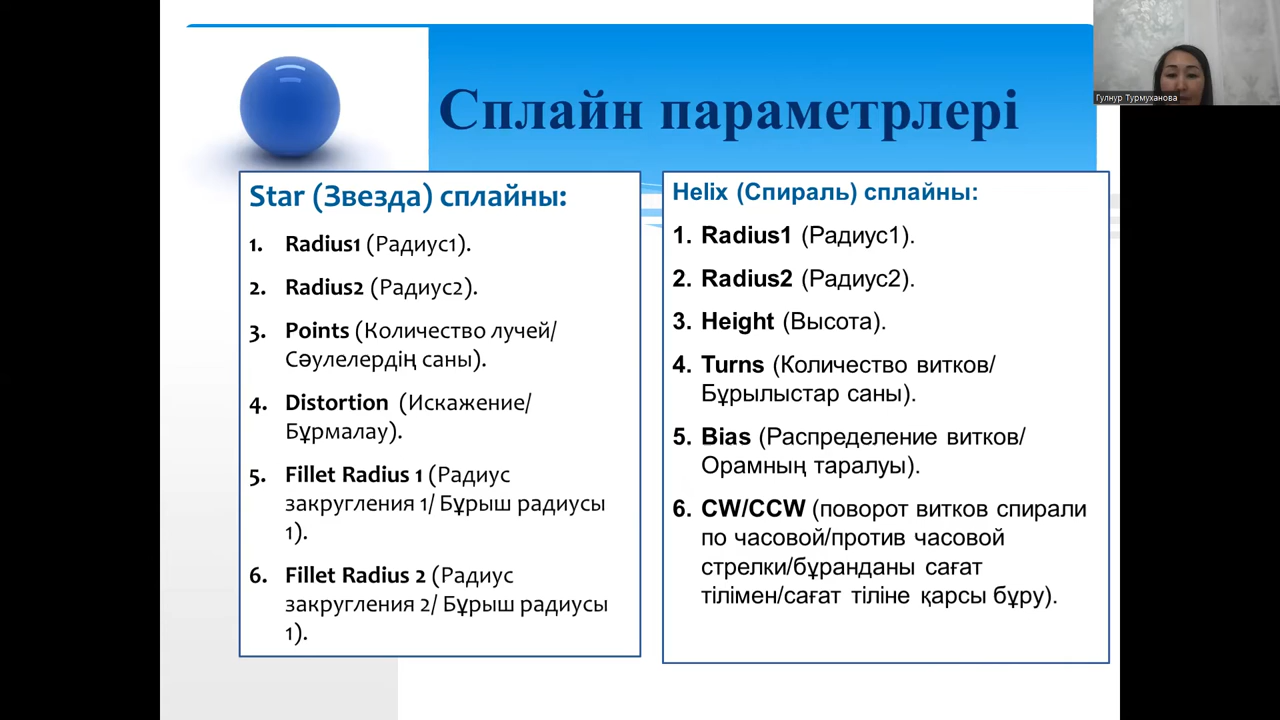 Сплайн параметрлері
Гулнур Турмуханова
Star (Звезда) сплайны:
1. Radius1 (Радиус1).
2. Radius2 (Радиус2).
3. Points (Количество лучей/
Сәулелердің саны).
4. Distortion (Искажение/
Бұрмалау).
5. Fillet Radius 1 (Радиус
закругления 1/ Бұрыш радиусы
1).
6. Fillet Radius 2 (Радиус
закругления 2/ Бұрыш радиусы
1).
Helix (Спираль) сплайны:
1. Radius1 (Радиус1).
2. Radius2 (Радиус2).
3. Height (Высота).
4. Turns (Количество витков/
Бұрылыстар саны).
5. Bias (Распределение витков/
Орамның таралуы).
6. CW/CCW (поворот витков спирали
по часовой/против часовой
стрелки/бұранданы сағат
тілімен/сағат тіліне қарсы бұру).